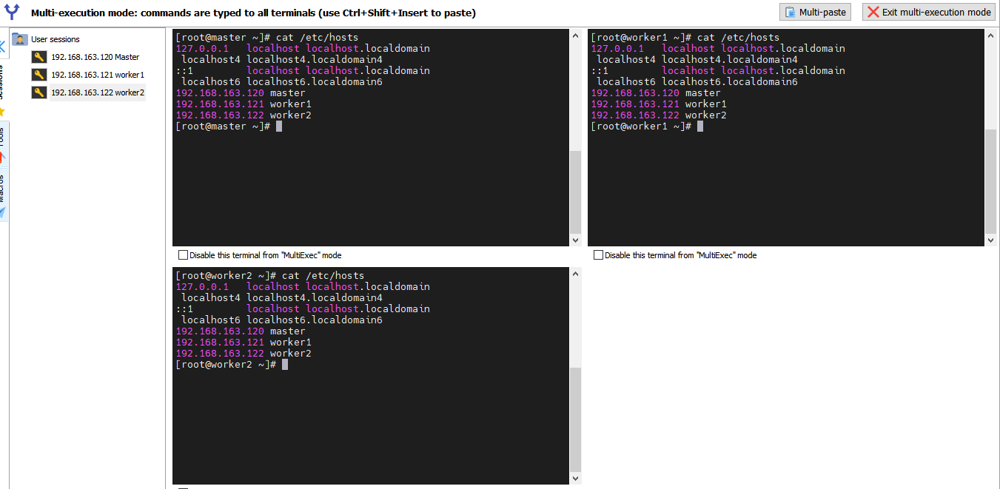 Multi-execution mode: commands are typed to all terminals (use Ctrl+Shift+Insert to paste)
Multi-paste
Exit multi-execution mode
Sessions
Tools
Macros
User sessions
192.168.163.120 Master
192.168.163.121 worker1
192.168.163.122 worker2
[root@master ~]# cat /etc/hosts
127.0.0.1   localhost localhost.localdomain
 localhost4 localhost4.localdomain4
::1         localhost localhost.localdomain
 localhost6 localhost6.localdomain6
192.168.163.120 master
192.168.163.121 worker1
192.168.163.122 worker2
[root@master ~]#
Disable this terminal from "MultiExec" mode
[root@worker1 ~]# cat /etc/hosts
127.0.0.1   localhost localhost.localdomain
 localhost4 localhost4.localdomain4
::1         localhost localhost.localdomain
 localhost6 localhost6.localdomain6
192.168.163.120 master
192.168.163.121 worker1
192.168.163.122 worker2
[root@worker1 ~]#
Disable this terminal from "MultiExec" mode
[root@worker2 ~]# cat /etc/hosts
127.0.0.1   localhost localhost.localdomain
 localhost4 localhost4.localdomain4
::1         localhost localhost.localdomain
 localhost6 localhost6.localdomain6
192.168.163.120 master
192.168.163.121 worker1
192.168.163.122 worker2
[root@worker2 ~]#